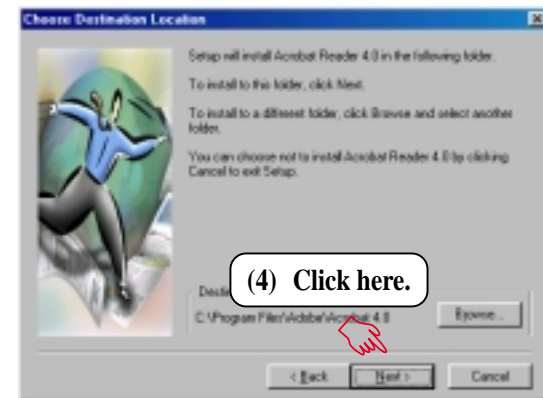 Choose Destination Location
Setup will install Acrobat Reader 4.0 in the following folder.
To install to this folder, click Next.
To install to a different folder, click Browse and select another
folder.
You can choose not to install Acrobat Reader 4.0 by clicking
Cancel to exit Setup.
(4) Click here.
Desti
C:\Program Files\Adobe\Acrobat 4.0
Browse...
< Back
Next >
Cancel